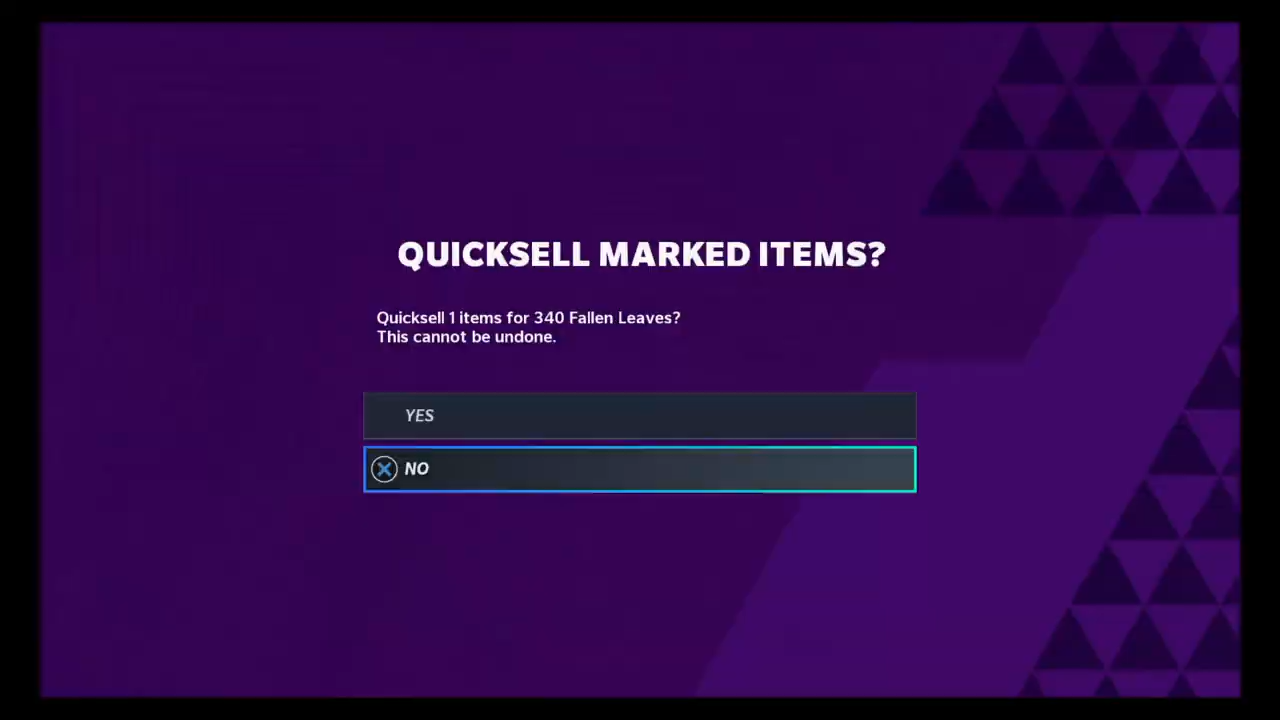 QUICKSELL MARKED ITEMS?
Quicksell 1 items for 340 Fallen Leaves?
This cannot be undone.
YES
NO